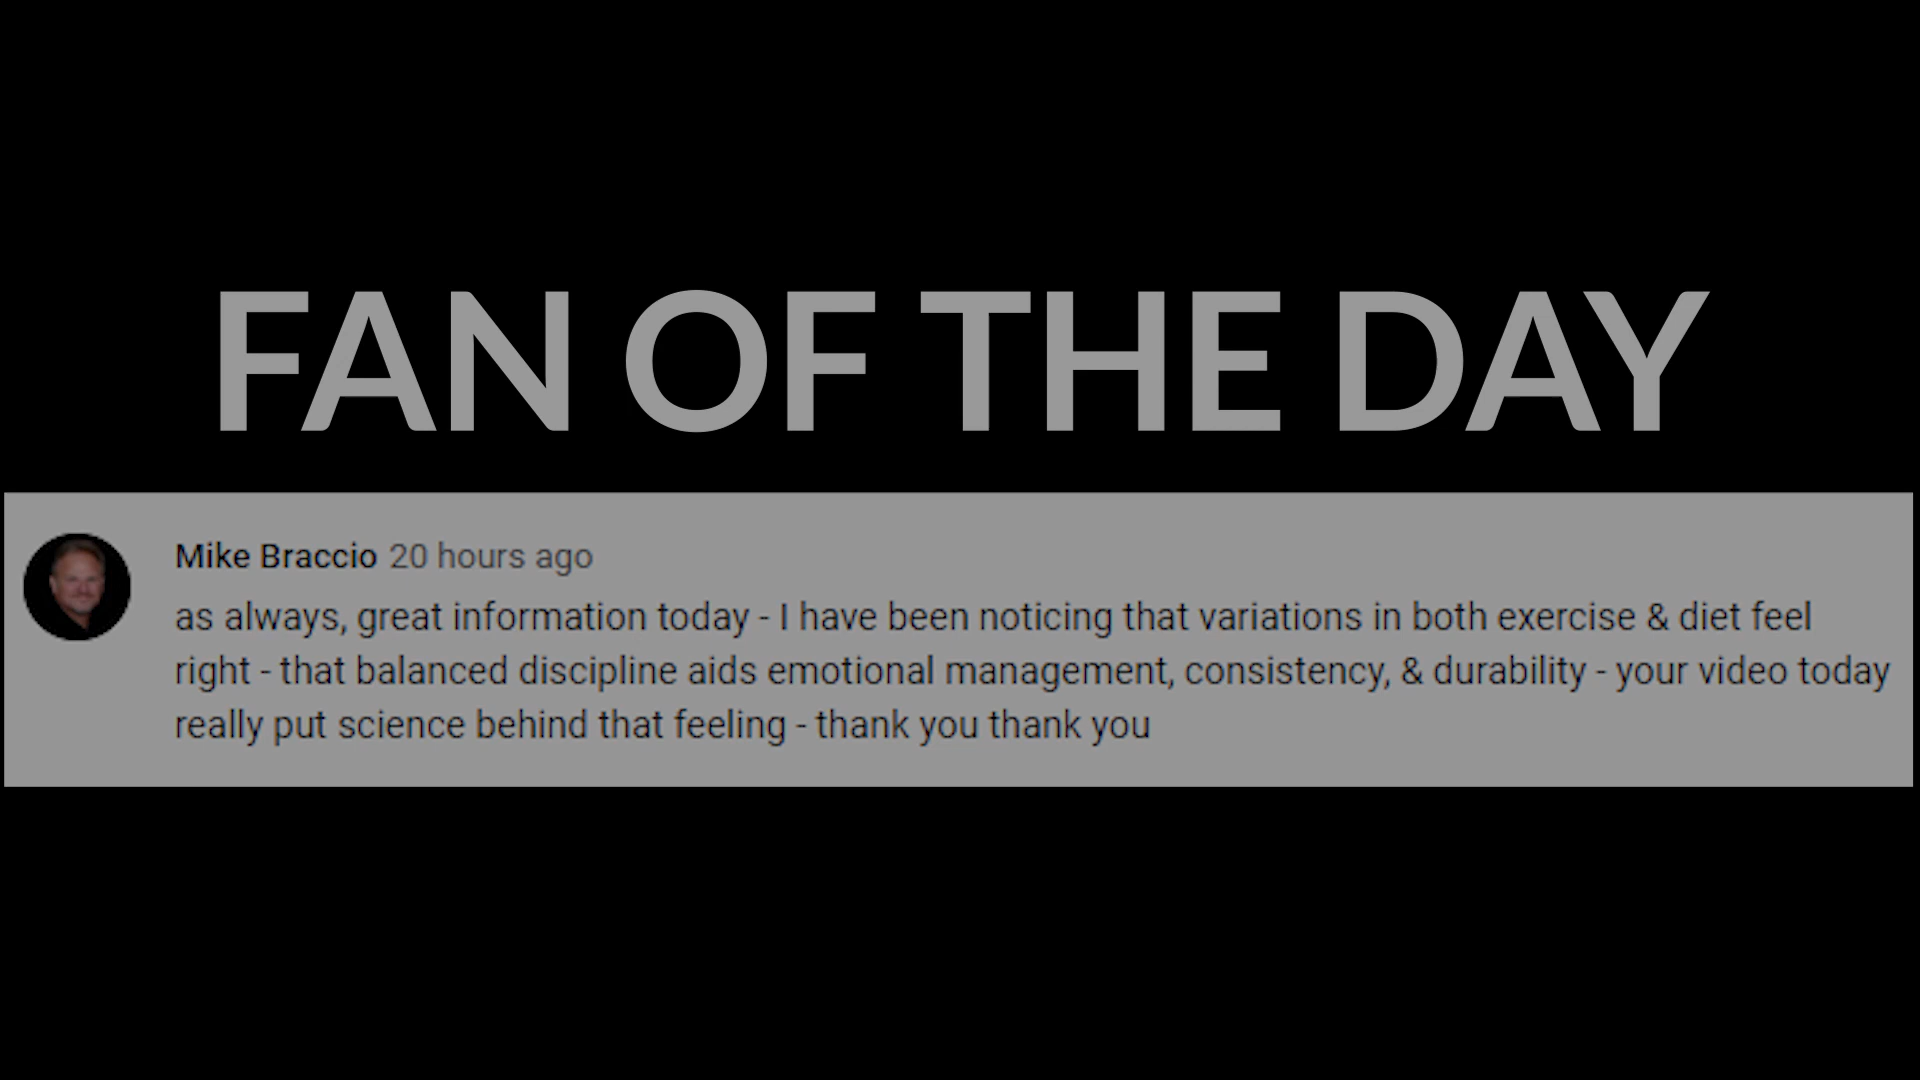 FAN OF THE DAY
Mike Braccio 20 hours ago
as always, great information today - I have been noticing that variations in both exercise & diet feel
right - that balanced discipline aids emotional management, consistency, & durability - your video today
really put science behind that feeling - thank you thank you